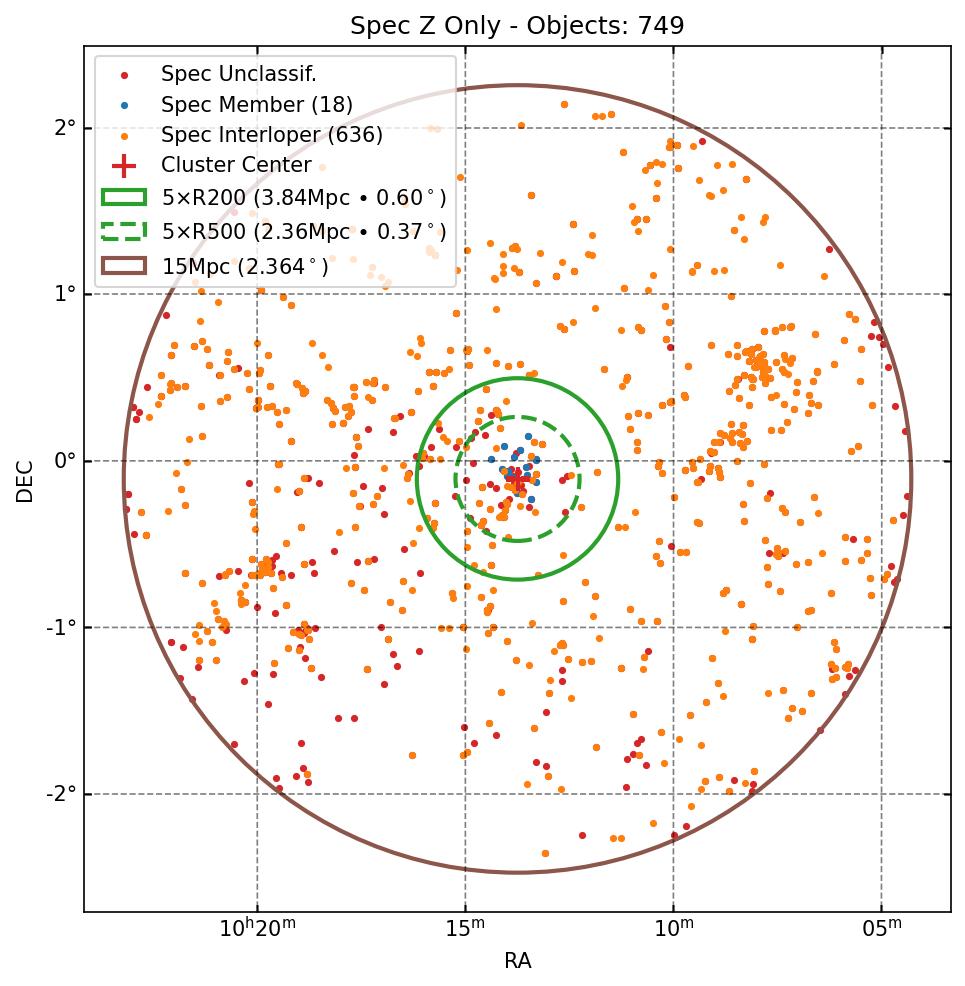 Spec Z Only - Objects: 749
Spec Unclassif.
Spec Member (18)
Spec Interloper (636)
Cluster Center
5×R200 (3.84Mpc • 0.60°)
5×R500 (2.36Mpc • 0.37°)
15Mpc (2.364°)
2°
1°
0°
-1°
-2°
DEC
10ʰ20ᵐ 15ᵐ 10ᵐ 05ᵐ
RA